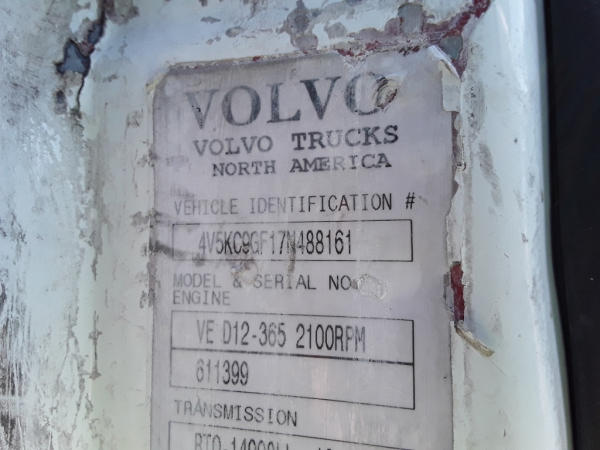 VOLVO
VOLVO TRUCKS
NORTH AMERICA
VEHICLE IDENTIFICATION #
4V5KC9GF17N488161
MODEL & SERIAL NO.
ENGINE
VE D12-365 2100RPM
611399
TRANSMISSION